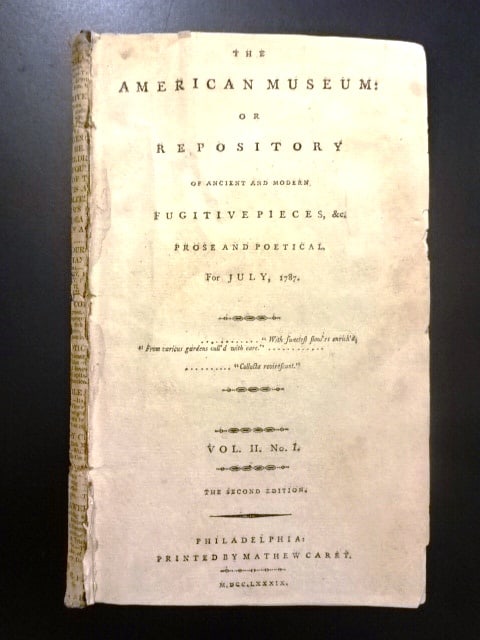 THE
AMERICAN MUSEUM:
OR
REPOSITORY
OF ANCIENT AND MODERN
FUGITIVE PIECES, &c.
PROSE AND POETICAL.
For JULY, 1787.
............ "With sweetest flow'rs enrich'd,
"From various gardens cull'd with care." ............
.......... "Collecta revirescunt."
VOL. II. No. I.
THE SECOND EDITION.
PHILADELPHIA:
PRINTED BY MATHEW CAREY.
M.DCC.LXXXIX.